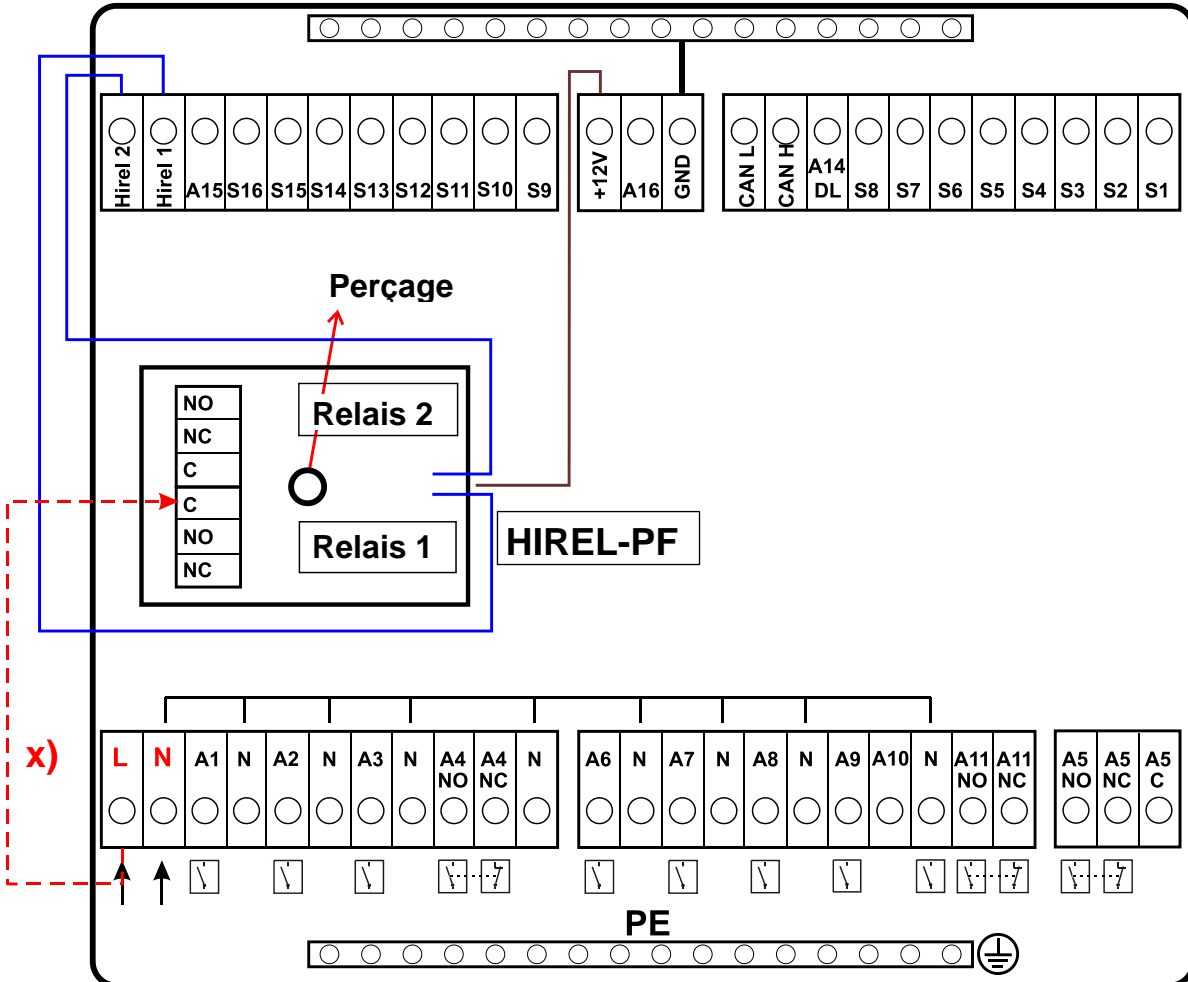 Hirel 2 Hirel 1 A15 S16 S15 S14 S13 S12 S11 S10 S9
+12V A16 GND
CAN L CAN H A14 DL S8 S7 S6 S5 S4 S3 S2 S1
Perçage
NO
NC
C
C
NO
NC
Relais 2
Relais 1
HIREL-PF
x)
L N A1 N A2 N A3 N A4 NO A4 NC N
A6 N A7 N A8 N A9 A10 N A11 NO A11 NC
A5 NO A5 NC A5 C
PE